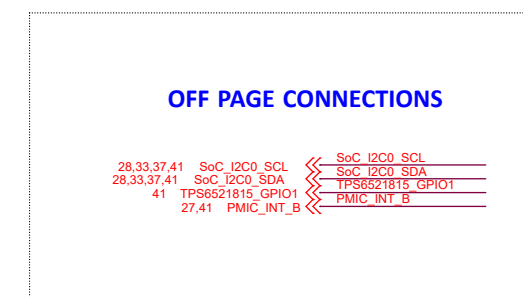 OFF PAGE CONNECTIONS
28,33,37,41 SoC_I2C0_SCL SoC_I2C0_SCL
28,33,37,41 SoC_I2C0_SDA SoC_I2C0_SDA
41 TPS6521815_GPIO1 TPS6521815_GPIO1
27,41 PMIC_INT_B PMIC_INT_B